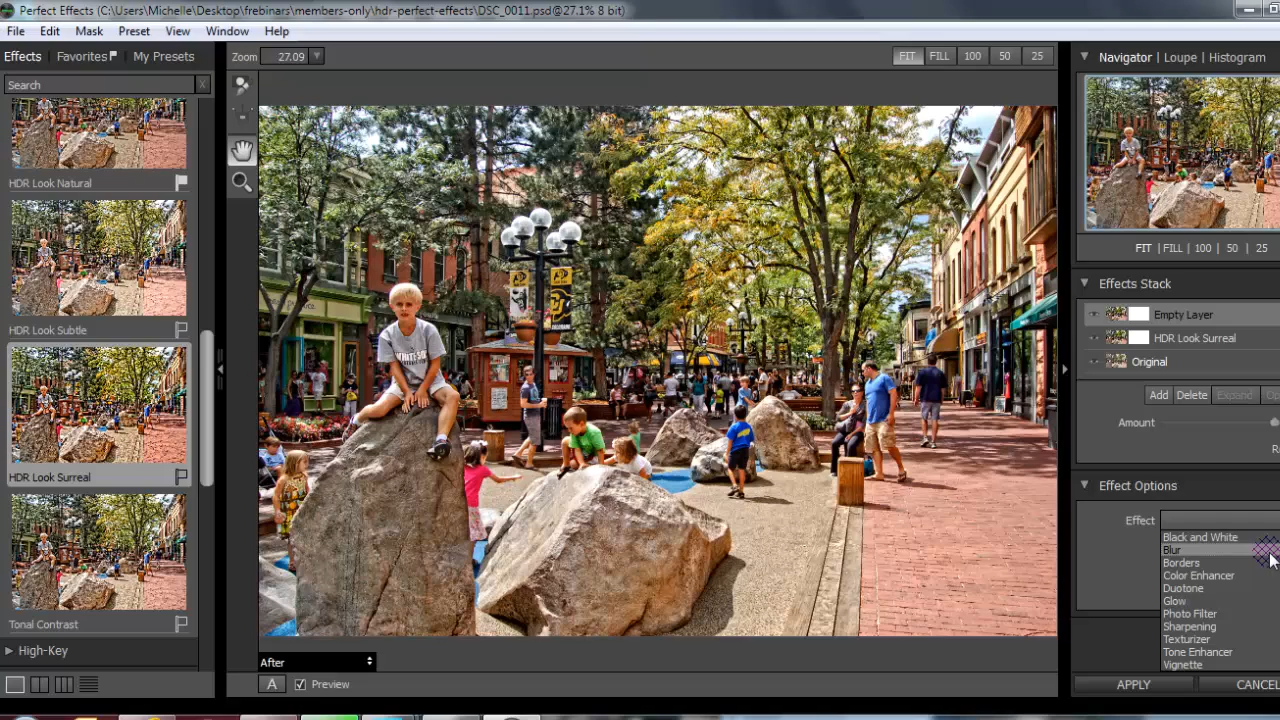 Perfect Effects (C:\Users\Michelle\Desktop\frebinars\members-only\hdr-perfect-effects\DSC_0011.psd@27.1% 8 bit)
File Edit Mask Preset View Window Help
Effects Favorites My Presets
Search X
HDR Look Natural
HDR Look Subtle
HDR Look Surreal
Tonal Contrast
High-Key
Zoom 27.09
FIT FILL 100 50 25
After
A Preview
Navigator | Loupe | Histogram
FIT | FILL | 100 | 50 | 25
Effects Stack
Empty Layer
HDR Look Surreal
Original
Add Delete Expand Op
Amount
Effect Options
Effect
Black and White
Blur
Borders
Color Enhancer
Duotone
Glow
Photo Filter
Sharpening
Texturizer
Tone Enhancer
Vignette
APPLY CANCEL